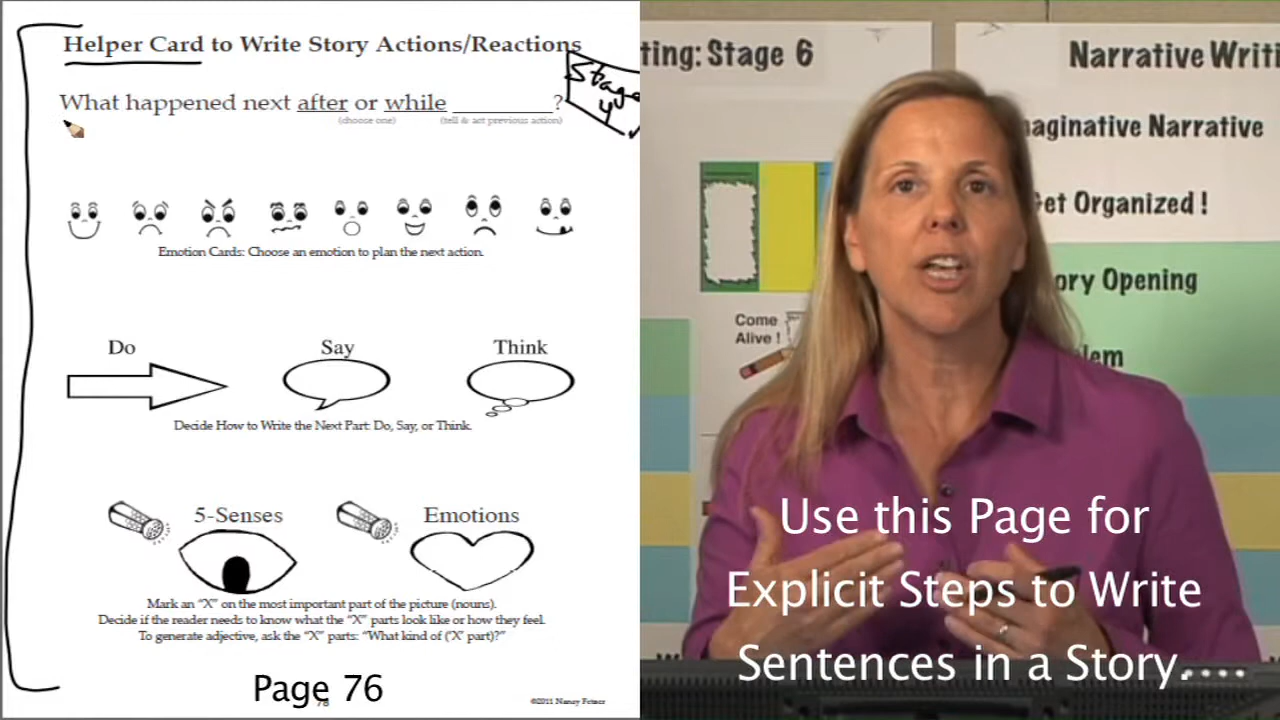 Helper Card to Write Story Actions/Reactions
Stage 4
What happened next after or while __________?
(choose one) (tell & act previous action)
Emotion Cards: Choose an emotion to plan the next action.
Do Say Think
Decide How to Write the Next Part: Do, Say, or Think.
5-Senses Emotions
Mark an “X” on the most important part of the picture (nouns).
Decide if the reader needs to know what the “X” parts look like or how they feel.
To generate adjective, ask the “X” parts: “What kind of (‘X’ part)?”
Page 76
©2011 Nancy Fetzer
ting: Stage 6
Narrative Writi
maginative Narrative
Get Organized !
ory Opening
lem
Come
Alive !
Use this Page for
Explicit Steps to Write
Sentences in a Story....